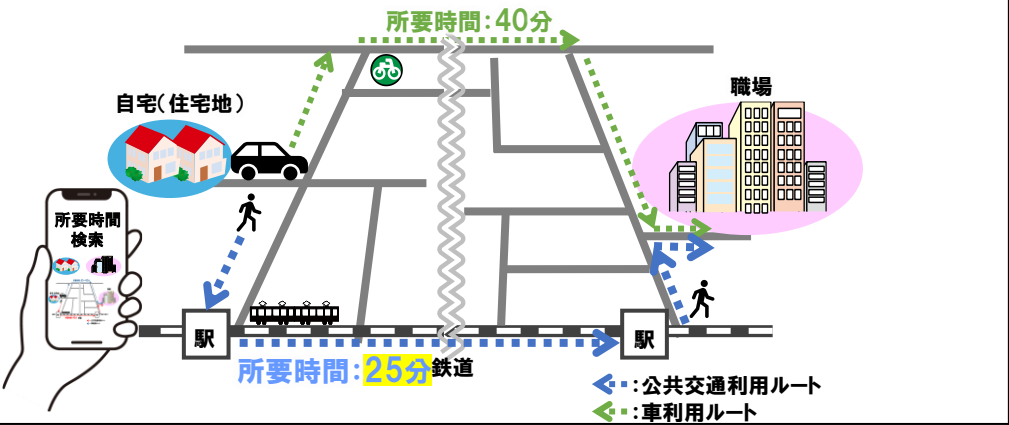 所要時間：40分
職場
自宅（住宅地）
所要時間
検索
駅
駅
所要時間：25分
鉄道
：公共交通利用ルート
：車利用ルート